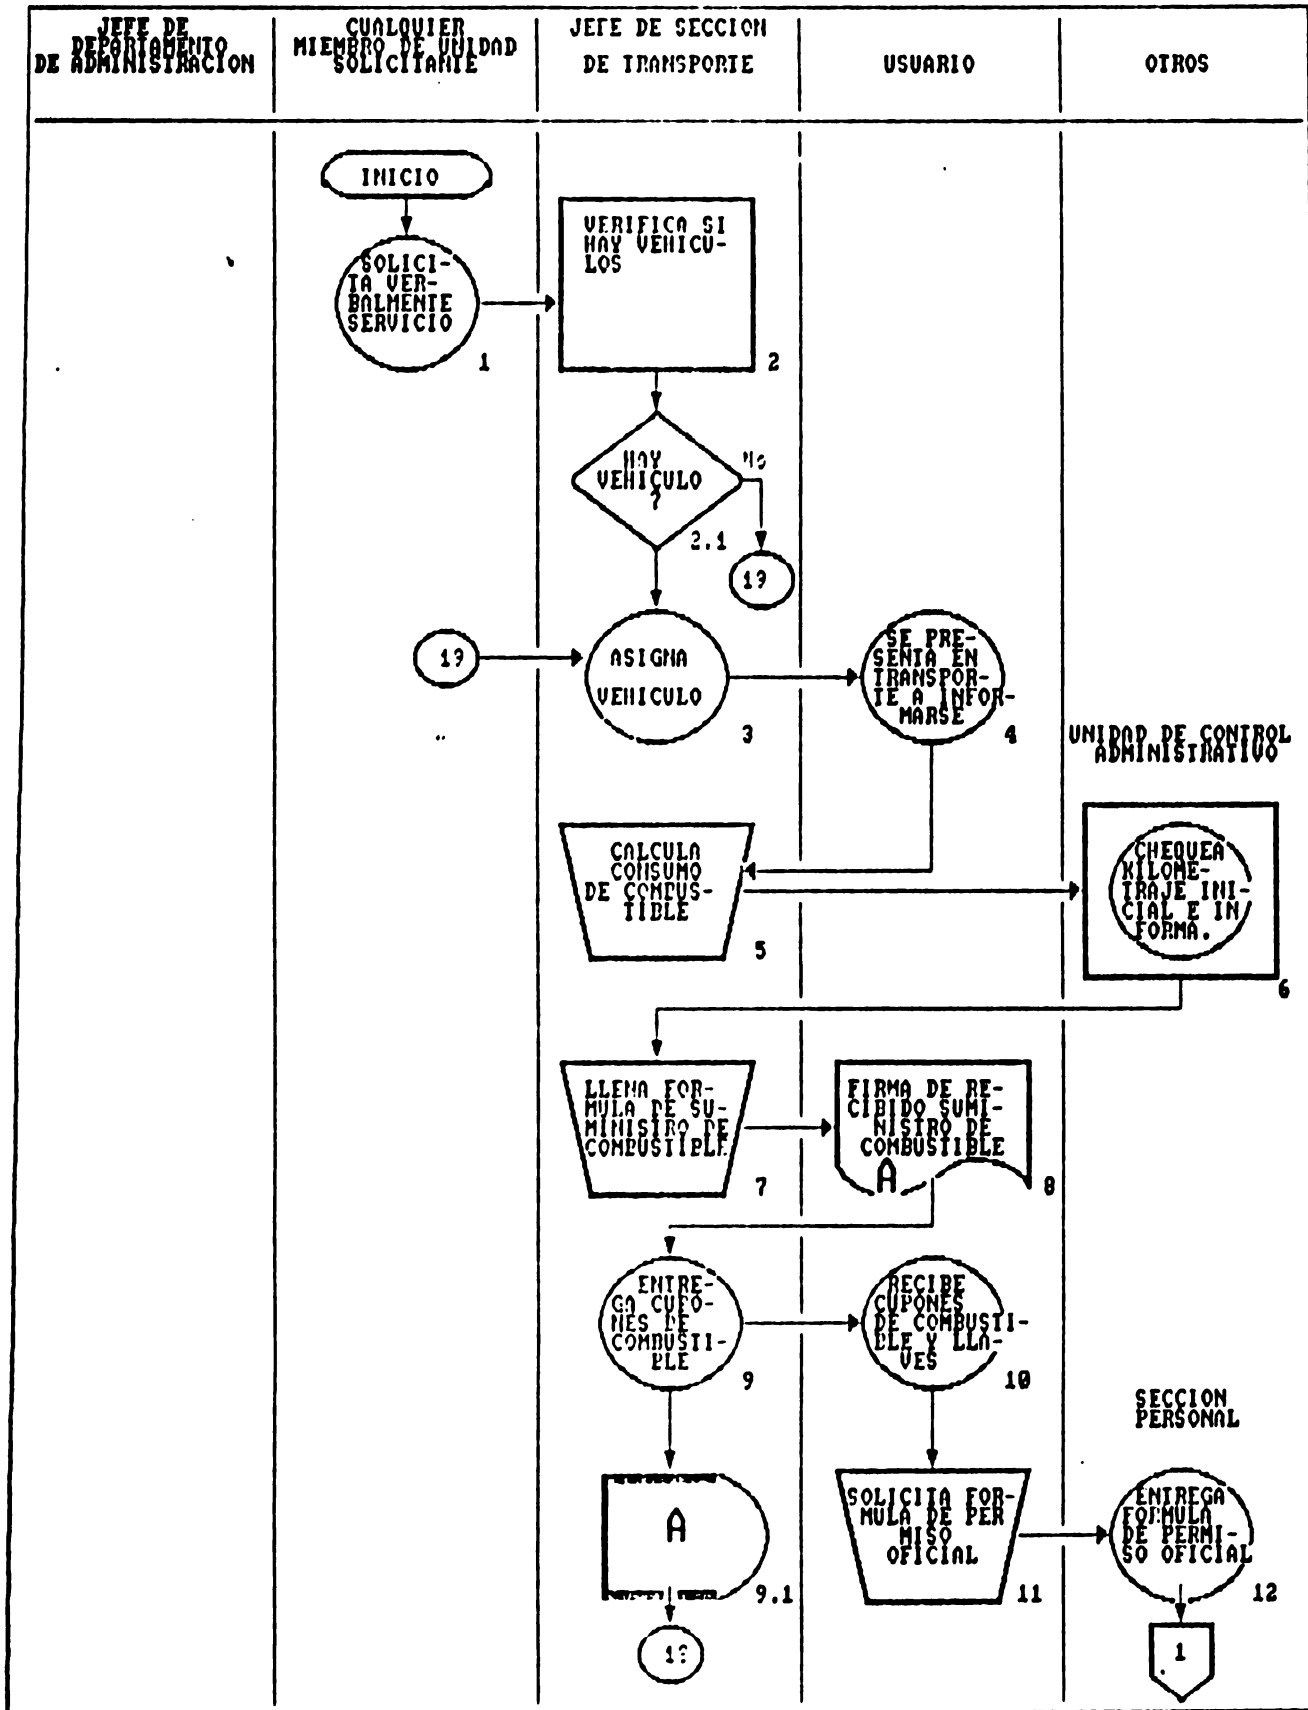 JEFE DE
DEPARTAMENTO
DE ADMINISTRACION
CUALQUIER
MIEMBRO DE UNIDAD
SOLICITANTE
JEFE DE SECCION
DE TRANSPORTE
USUARIO
OTROS
INICIO
SOLICI-
TA VER-
BALMENTE
SERVICIO
1
VERIFICA SI
HAY VEHICU-
LOS
2
HAY
VEHICULO
?
No
2.1
19
19
ASIGNA
VEHICULO
3
SE PRE-
SENTA EN
TRANSPOR-
TE A INFOR-
MARSE
4
UNIDAD DE CONTROL
ADMINISTRATIVO
CALCULA
CONSUMO
DE COMBUS-
TIBLE
5
CHEQUEA
KILOME-
TRAJE INI-
CIAL E IN
FORMA.
6
LLENA FOR-
MULA DE SU-
MINISTRO DE
COMBUSTIBLE
7
FIRMA DE RE-
CIBIDO SUMI-
NISTRO DE
COMBUSTIBLE
A
8
ENTRE-
GA CUPO-
NES DE
COMBUSTI-
BLE
9
RECIBE
CUPONES
DE COMBUSTI-
BLE Y LLA-
VES
10
SECCION
PERSONAL
A
9.1
SOLICITA FOR-
MULA DE PER
MISO
OFICIAL
11
ENTREGA
FORMULA
DE PERMI-
SO OFICIAL
12
1